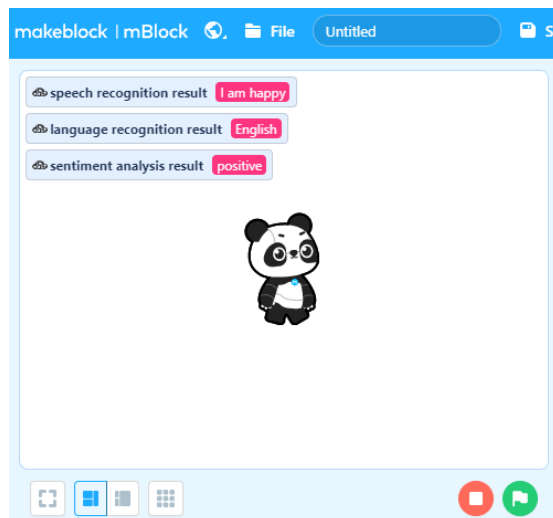 makeblock | mBlock File Untitled S
speech recognition result I am happy
language recognition result English
sentiment analysis result positive